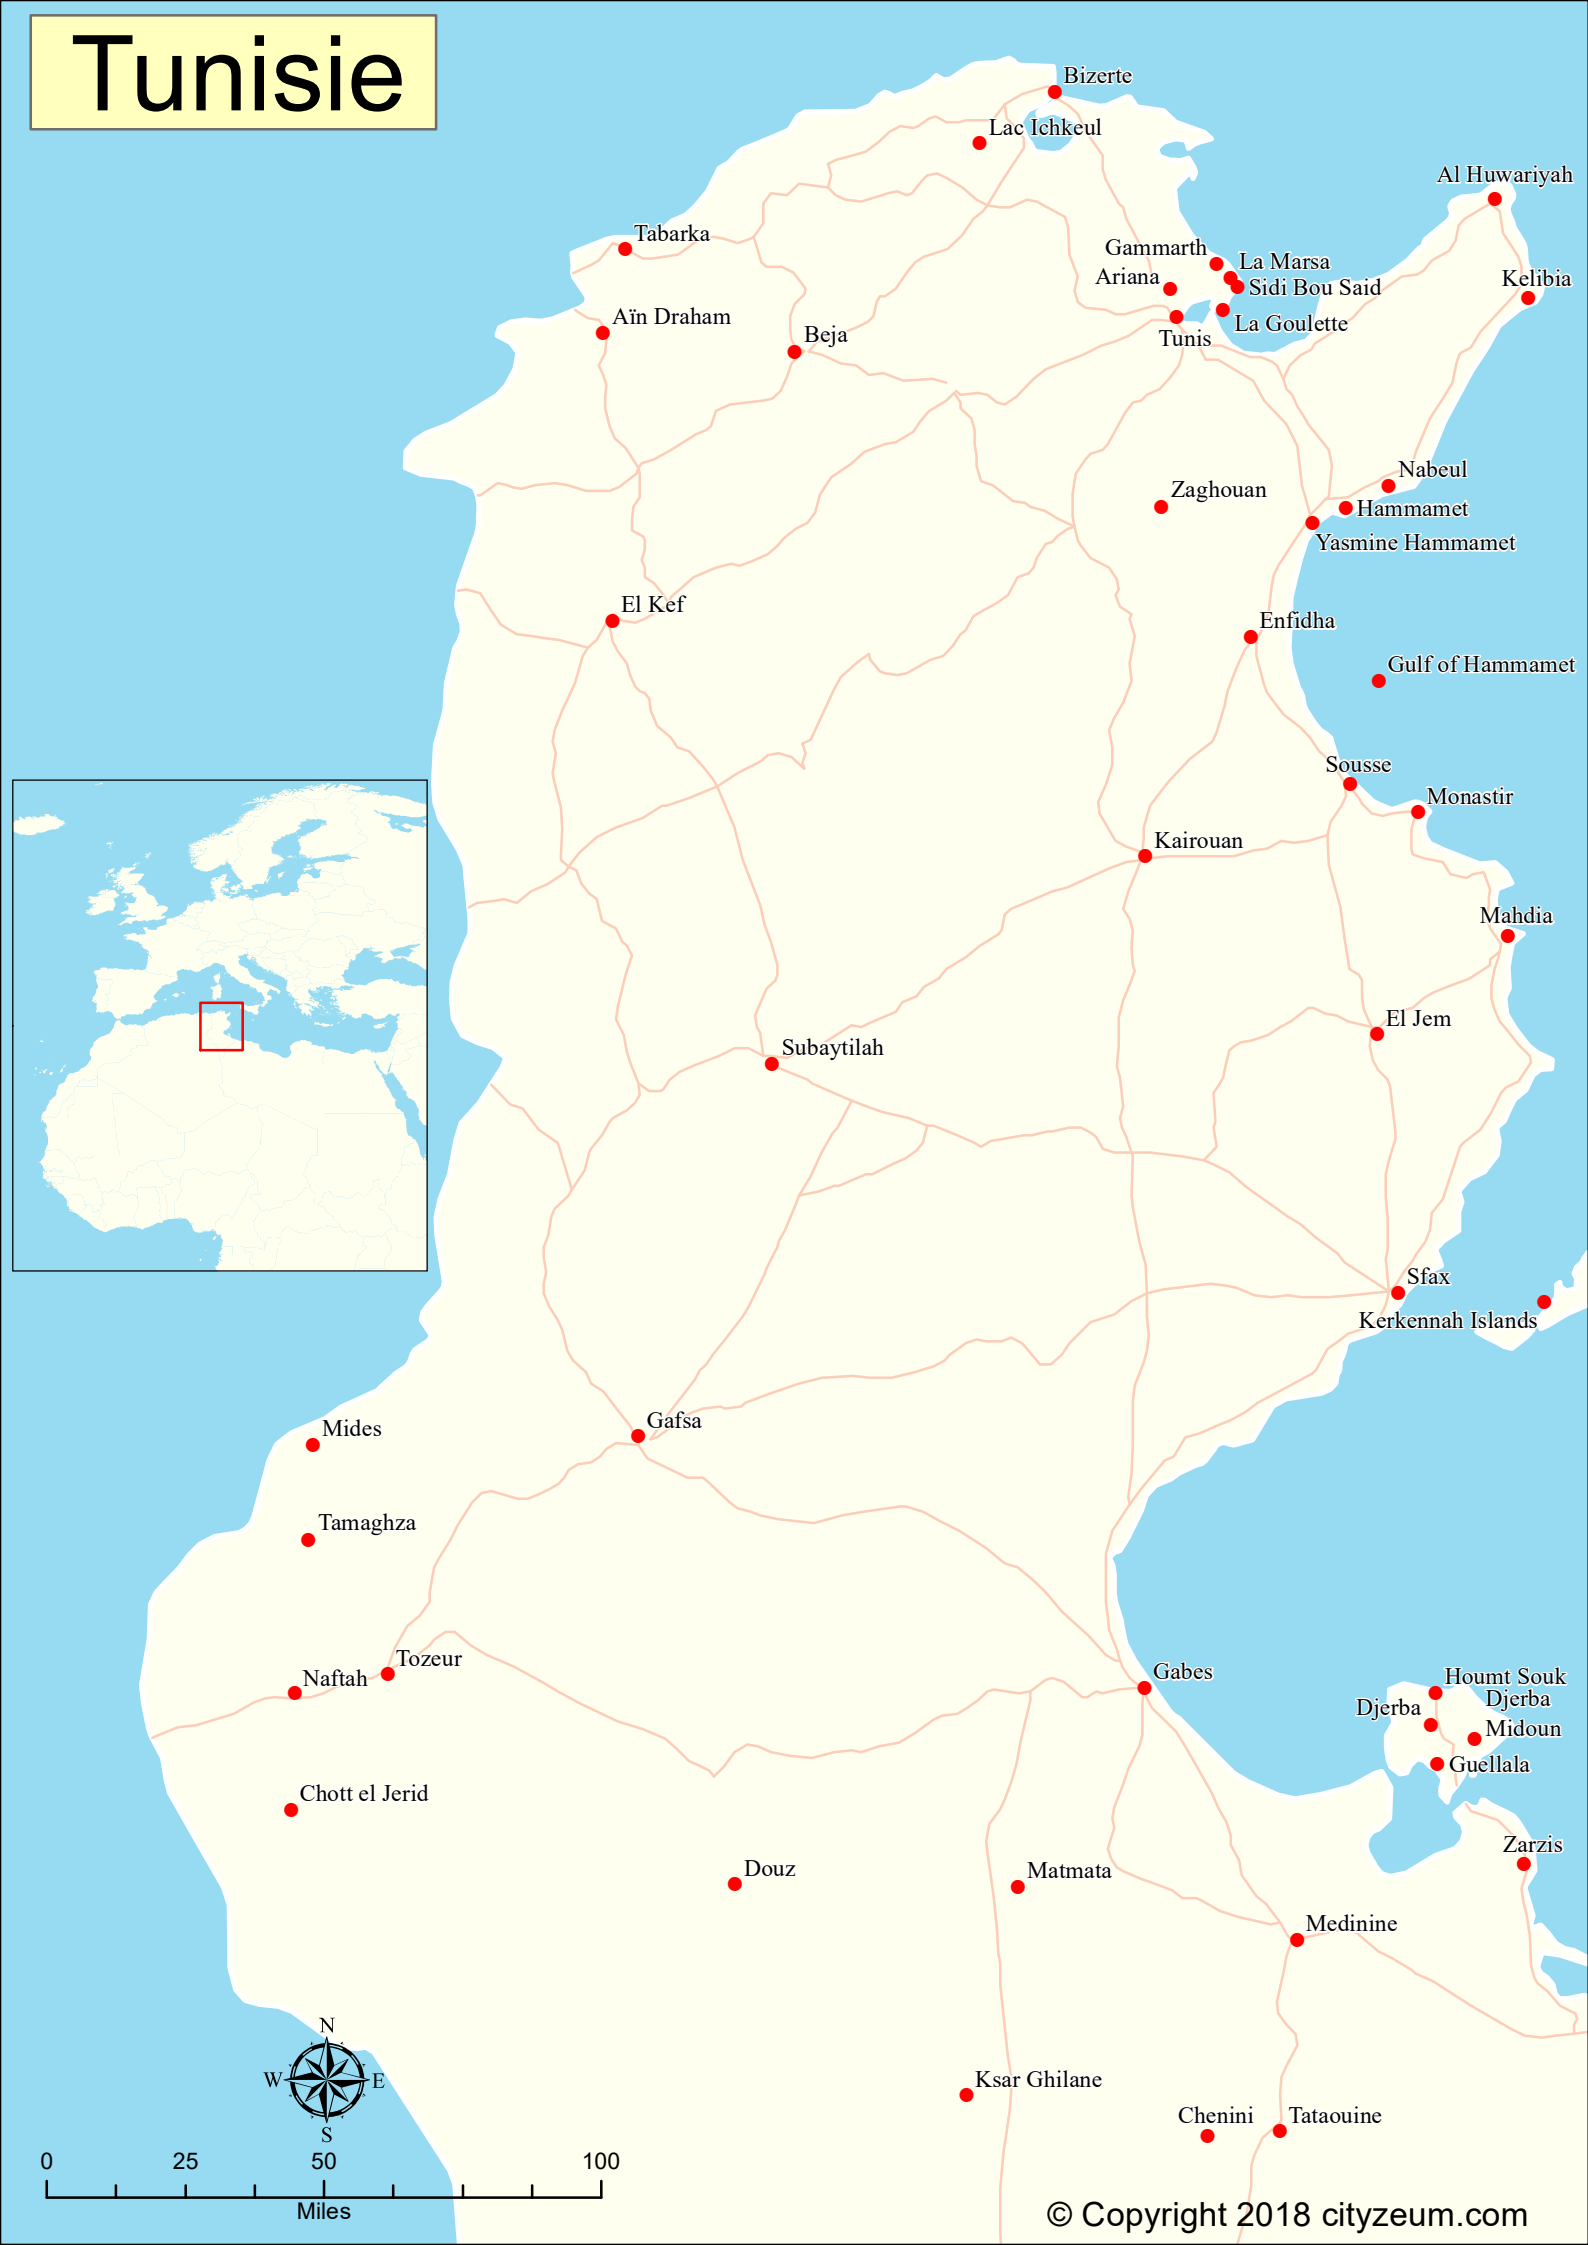 Tunisie
Bizerte
Lac Ichkeul
Al Huwariyah
Tabarka
Gammarth
La Marsa
Ariana
Sidi Bou Said
Kelibia
Aïn Draham
La Goulette
Beja
Tunis
Nabeul
Zaghouan
Hammamet
Yasmine Hammamet
El Kef
Enfidha
Gulf of Hammamet
Sousse
Monastir
Kairouan
Mahdia
El Jem
Subaytilah
Sfax
Kerkennah Islands
Gafsa
Mides
Tamaghza
Tozeur
Naftah
Gabes
Houmt Souk
Djerba
Djerba
Midoun
Guellala
Chott el Jerid
Zarzis
Douz
Matmata
Medinine
N
W E
S
Ksar Ghilane
Chenini
Tataouine
0 25 50 100
Miles
© Copyright 2018 cityzeum.com